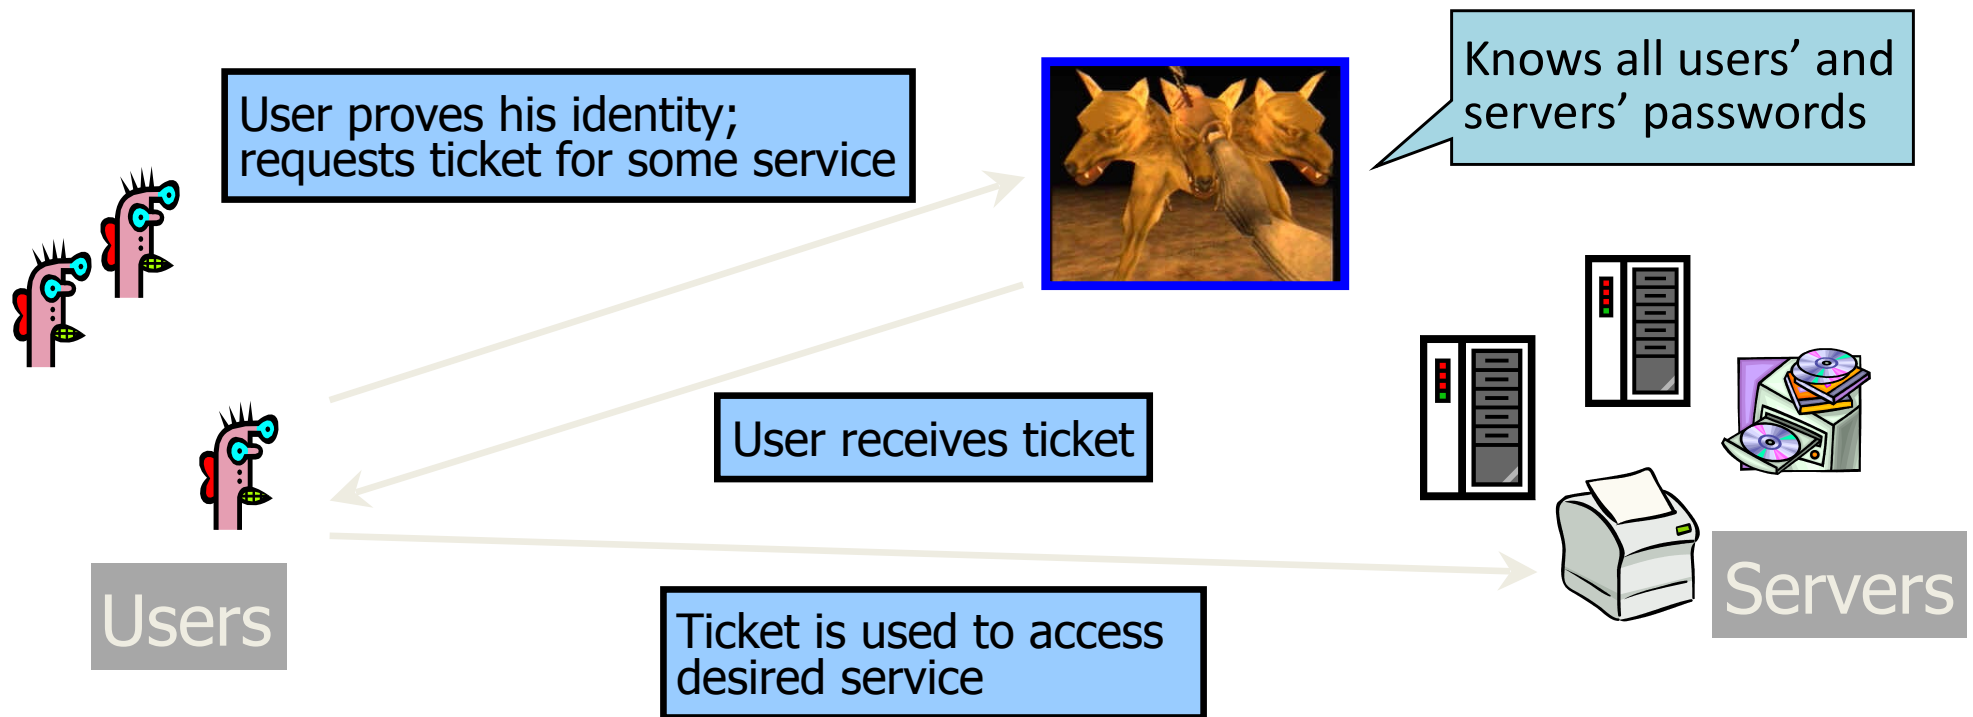 User proves his identity;
requests ticket for some service
Knows all users’ and
servers’ passwords
User receives ticket
Users
Servers
Ticket is used to access
desired service